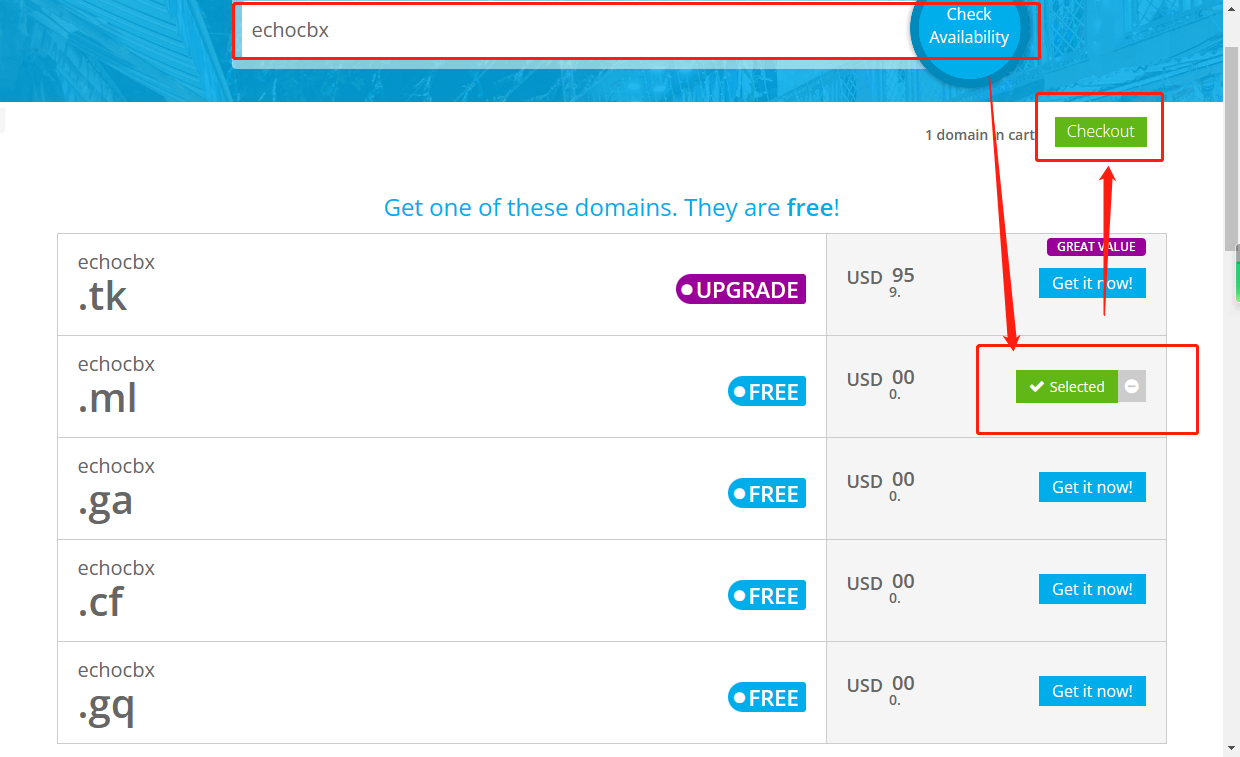 echocbx
Check
Availability
1 domain in cart
Checkout
Get one of these domains. They are free!
echocbx
.tk
UPGRADE
USD 95
9.
GREAT VALUE
Get it now!
echocbx
.ml
FREE
USD 00
0.
Selected
echocbx
.ga
FREE
USD 00
0.
Get it now!
echocbx
.cf
FREE
USD 00
0.
Get it now!
echocbx
.gq
FREE
USD 00
0.
Get it now!